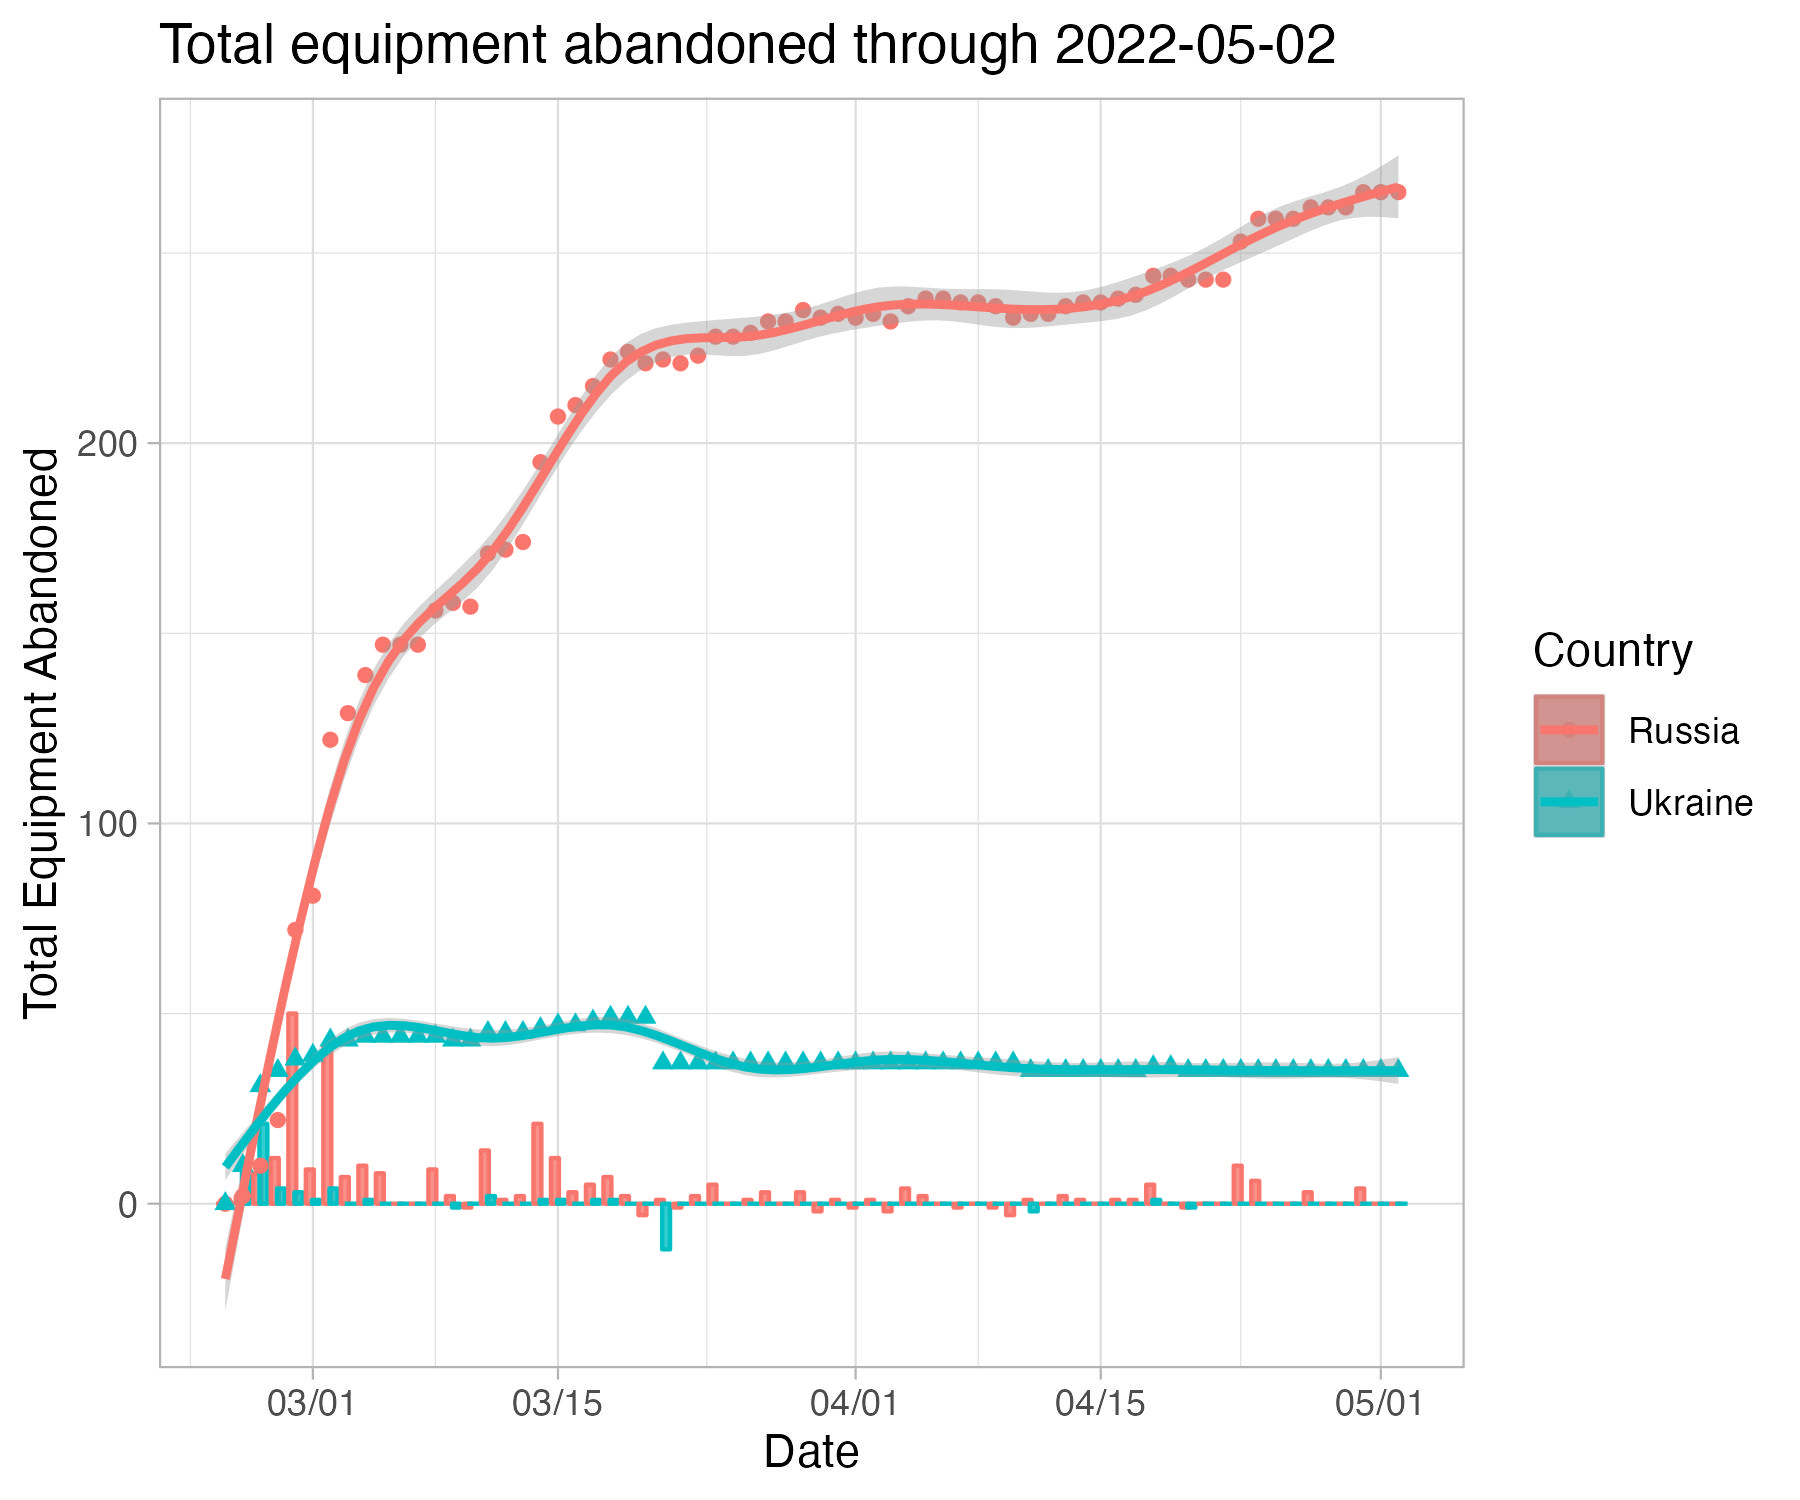 Total equipment abandoned through 2022-05-02
Total Equipment Abandoned
200
100
0
03/01
03/15
04/01
04/15
05/01
Date
Country
Russia
Ukraine